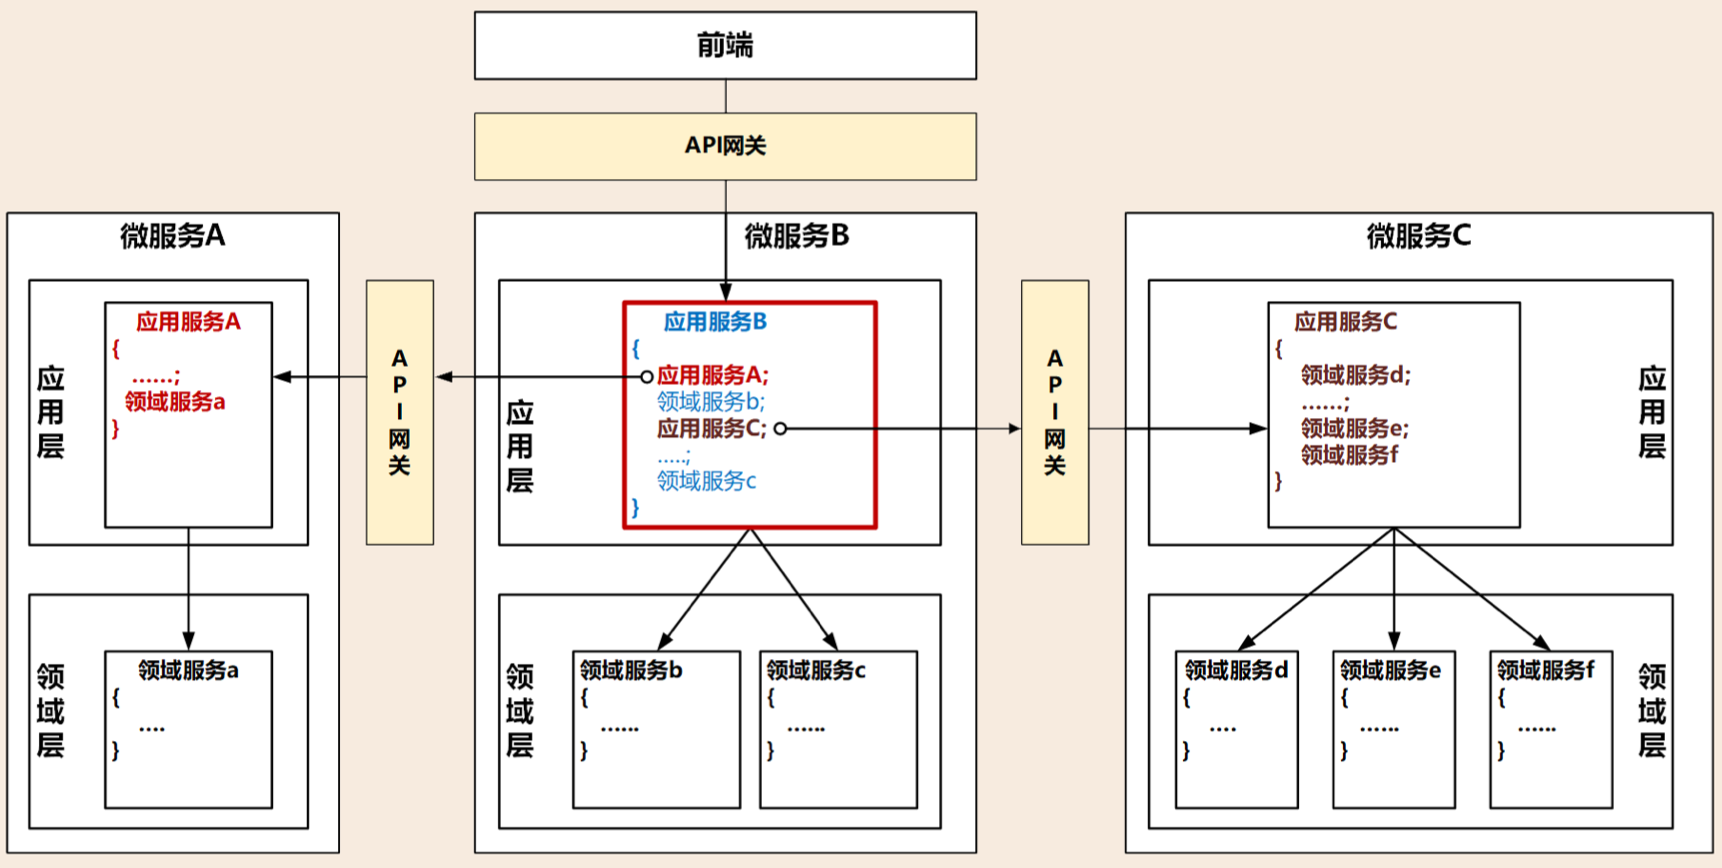 前端
API网关
微服务A
应用层
应用服务A
{
......;
领域服务a
}
领域层
领域服务a
{
....
}
API网关
微服务B
应用层
应用服务B
{
应用服务A;
领域服务b;
应用服务C;
.....;
领域服务c
}
领域层
领域服务b
{
......
}
领域服务c
{
......
}
API网关
微服务C
应用服务C
{
领域服务d;
......;
领域服务e;
领域服务f
}
应用层
领域服务d
{
....
}
领域服务e
{
......
}
领域服务f
{
......
}
领域层